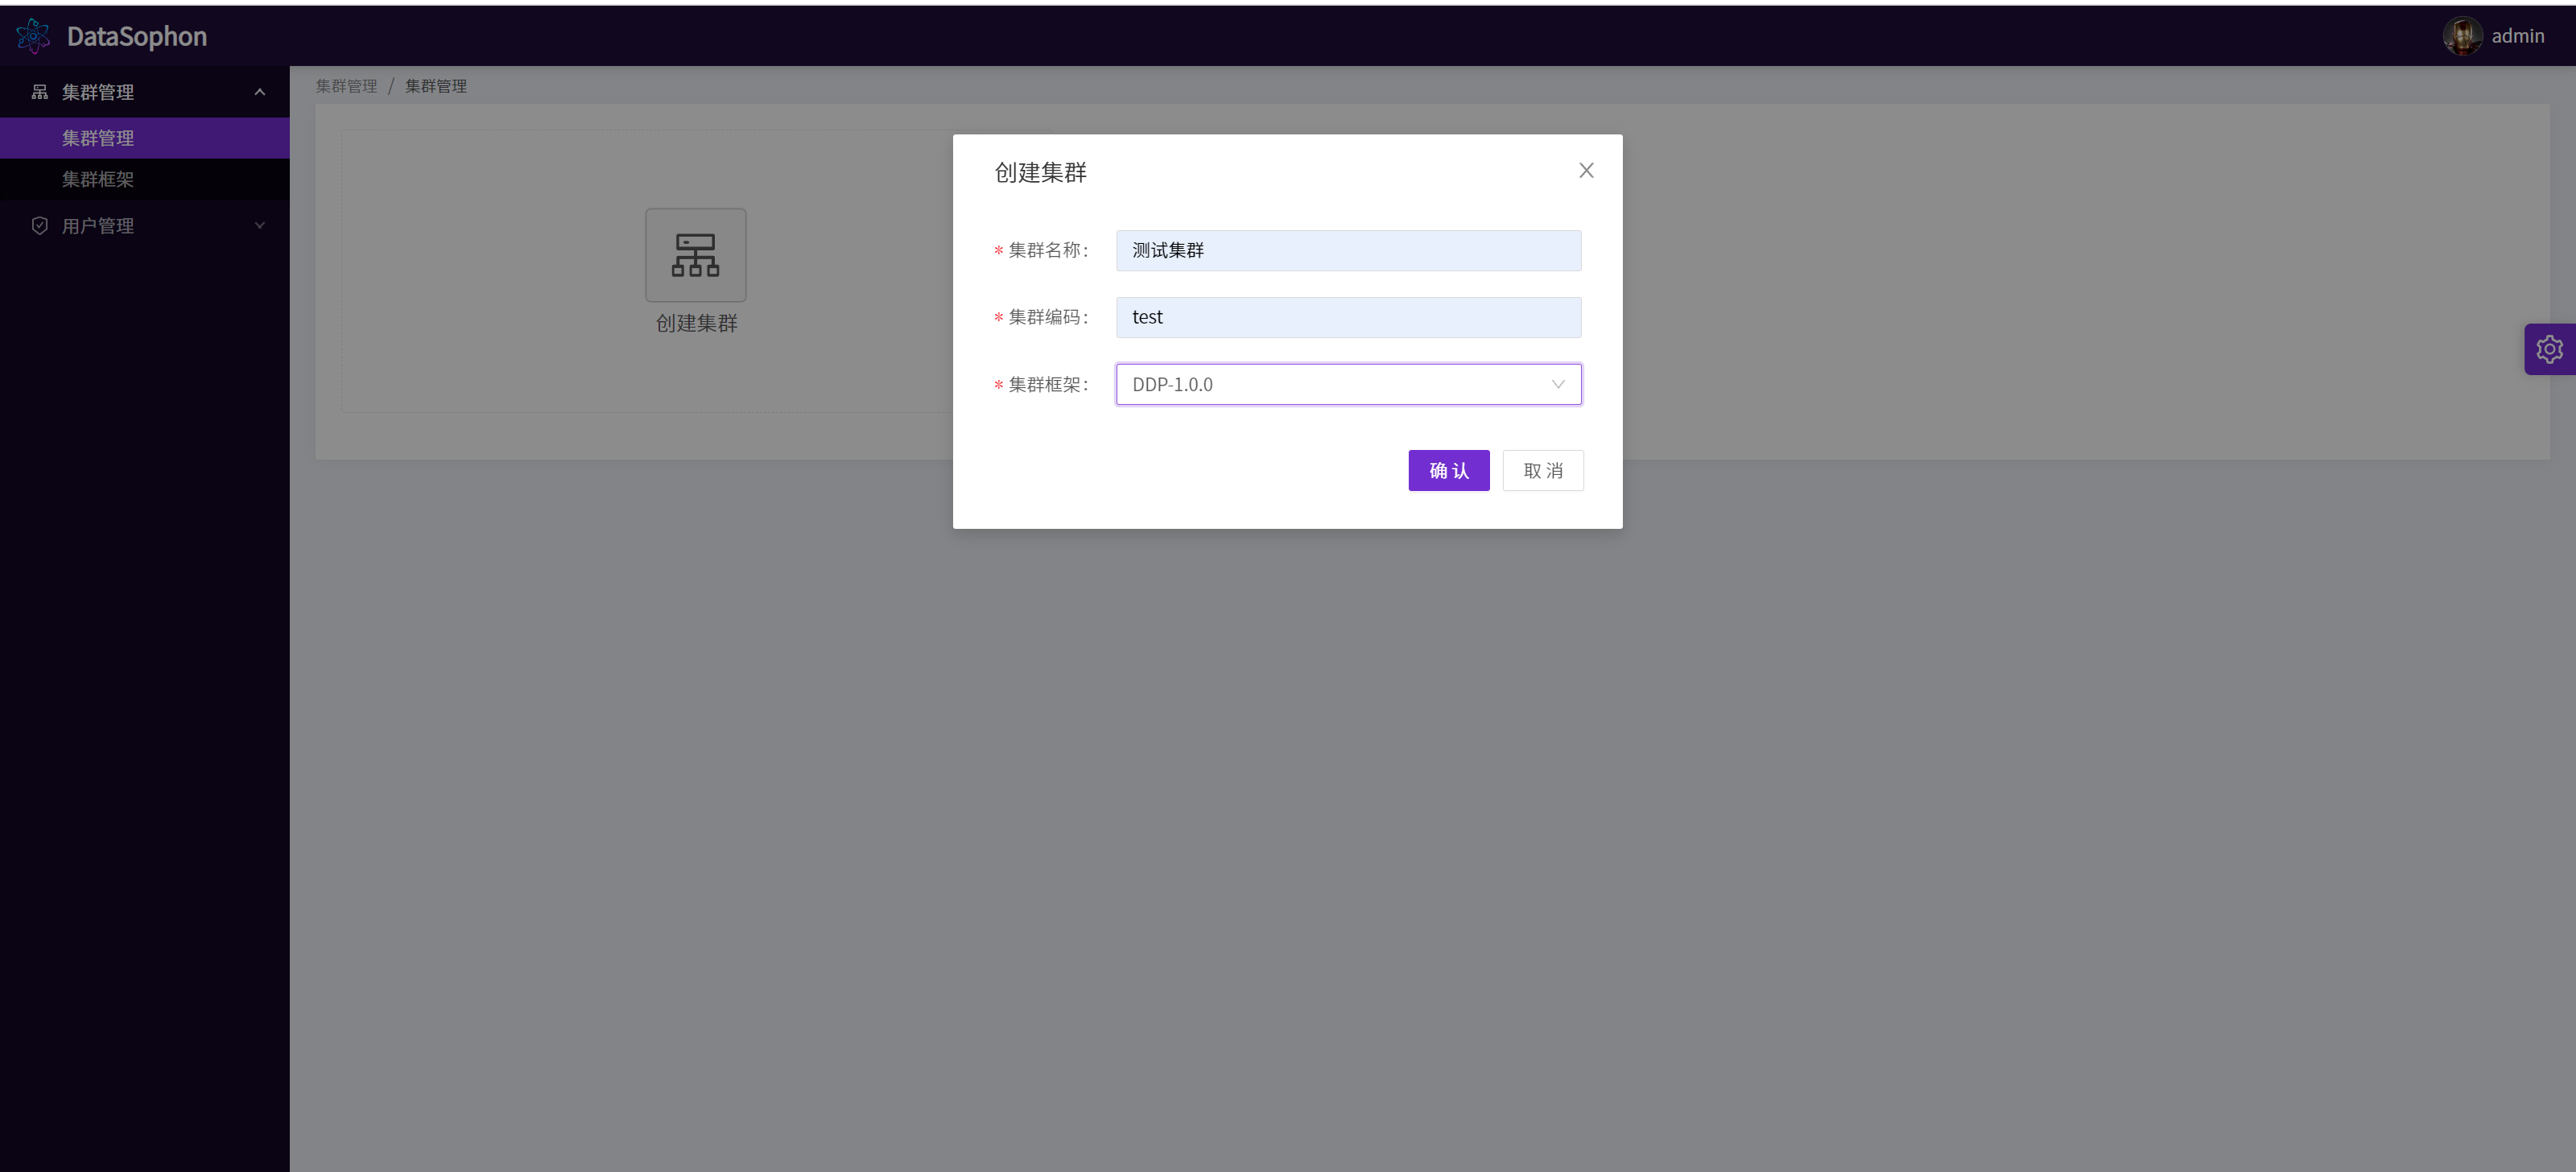 DataSophon
admin
集群管理
集群管理
集群框架
用户管理
集群管理 / 集群管理
创建集群
创建集群
* 集群名称： 测试集群
* 集群编码： test
* 集群框架： DDP-1.0.0
确 认 取 消